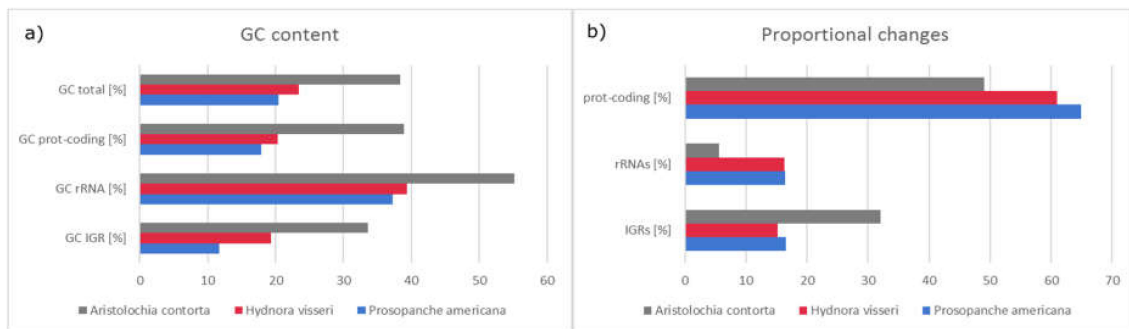 a)
GC content
GC total [%]
GC prot-coding [%]
GC rRNA [%]
GC IGR [%]
0 10 20 30 40 50 60
Aristolochia contorta Hydnora visseri Prosopanche americana
b)
Proportional changes
prot-coding [%]
rRNAs [%]
IGRs [%]
0 10 20 30 40 50 60 70
Aristolochia contorta Hydnora visseri Prosopanche americana